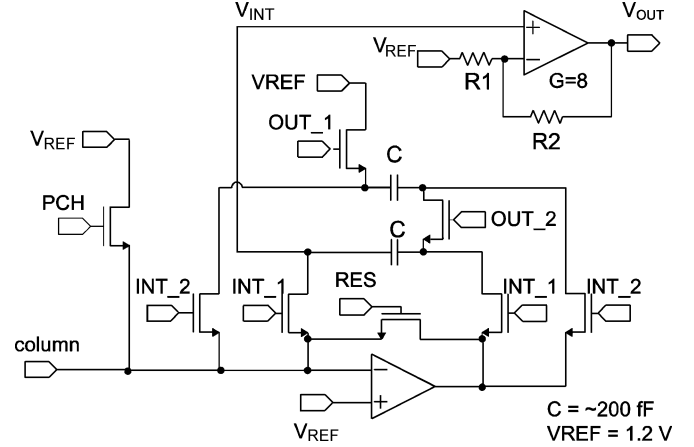 VINT
VOUT
VREF
+
−
R1
G=8
R2
VREF
OUT_1
C
VREF
PCH
OUT_2
C
INT_2
INT_1
RES
INT_1
INT_2
column
−
+
VREF
C = ~200 fF
VREF = 1.2 V